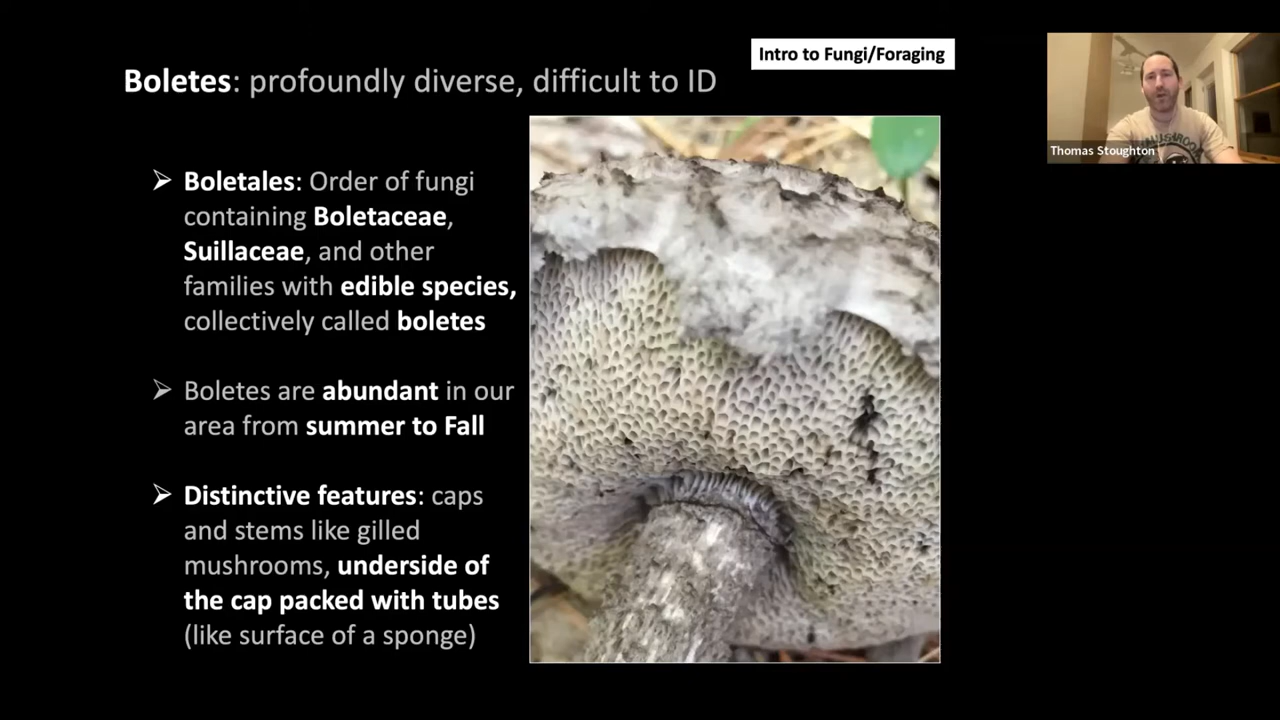 Intro to Fungi/Foraging
Boletes: profoundly diverse, difficult to ID
Thomas Stoughton
➢ Boletales: Order of fungi
containing Boletaceae,
Suillaceae, and other
families with edible species,
collectively called boletes
➢ Boletes are abundant in our
area from summer to Fall
➢ Distinctive features: caps
and stems like gilled
mushrooms, underside of
the cap packed with tubes
(like surface of a sponge)